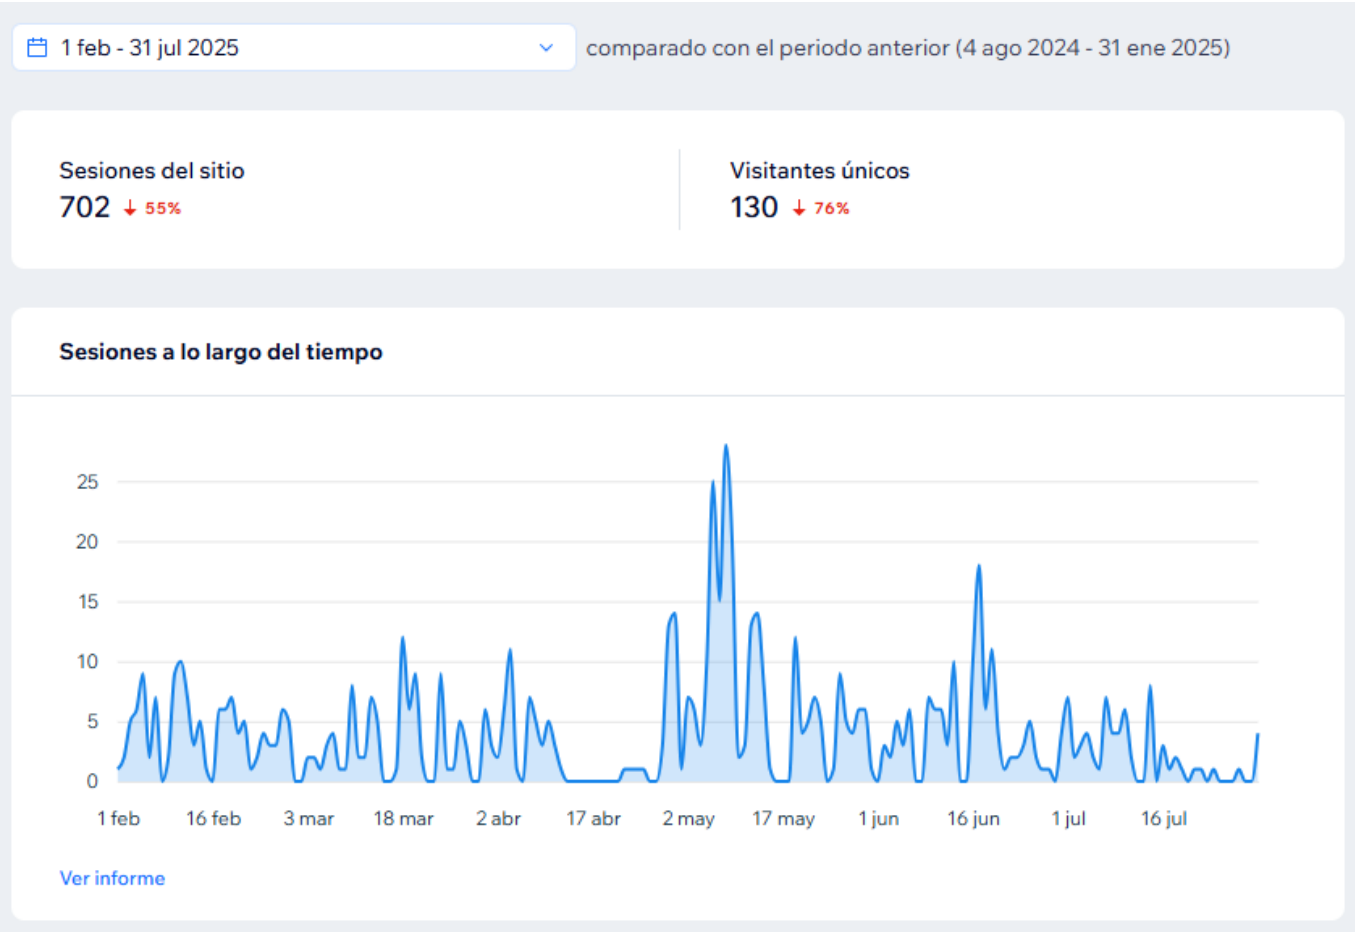 1 feb - 31 jul 2025 comparado con el periodo anterior (4 ago 2024 - 31 ene 2025)
Sesiones del sitio
702 ↓ 55%
Visitantes únicos
130 ↓ 76%
Sesiones a lo largo del tiempo
25
20
15
10
5
0
1 feb 16 feb 3 mar 18 mar 2 abr 17 abr 2 may 17 may 1 jun 16 jun 1 jul 16 jul
Ver informe